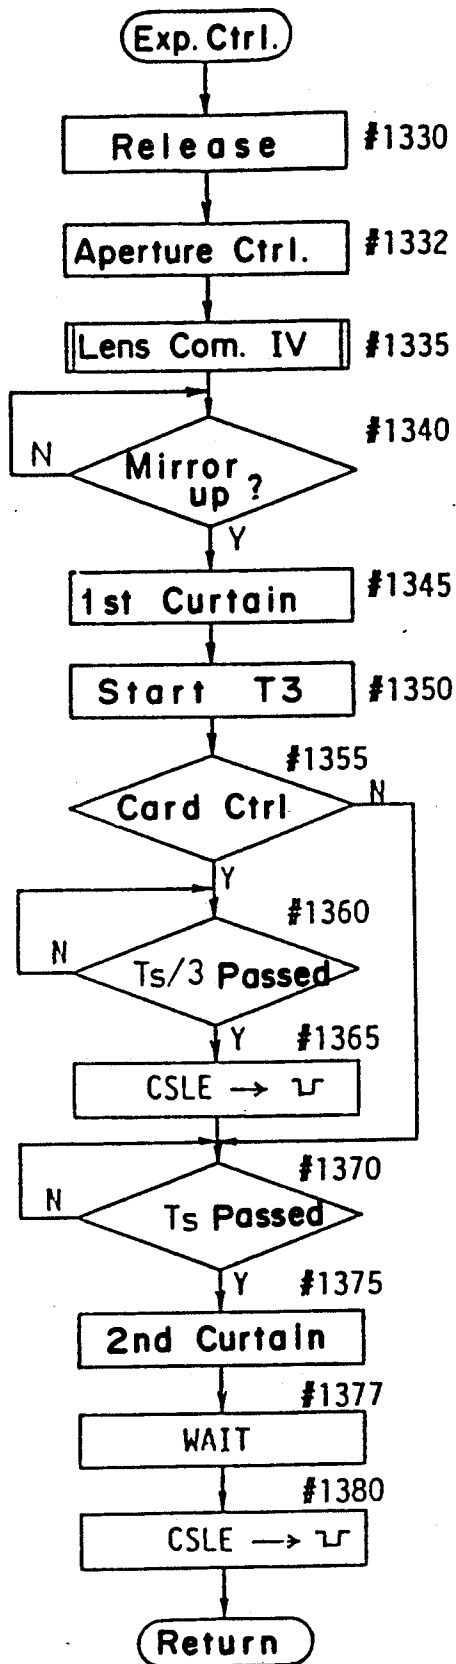 Exp. Ctrl.
Release #1330
Aperture Ctrl. #1332
Lens Com. IV #1335
#1340
N Mirror
up ?
Y
1st Curtain #1345
Start T3 #1350
#1355
Card Ctrl N
Y
#1360
N Ts/3 Passed
Y #1365
CSLE →
#1370
N Ts Passed
Y #1375
2nd Curtain
#1377
WAIT
#1380
CSLE →
Return